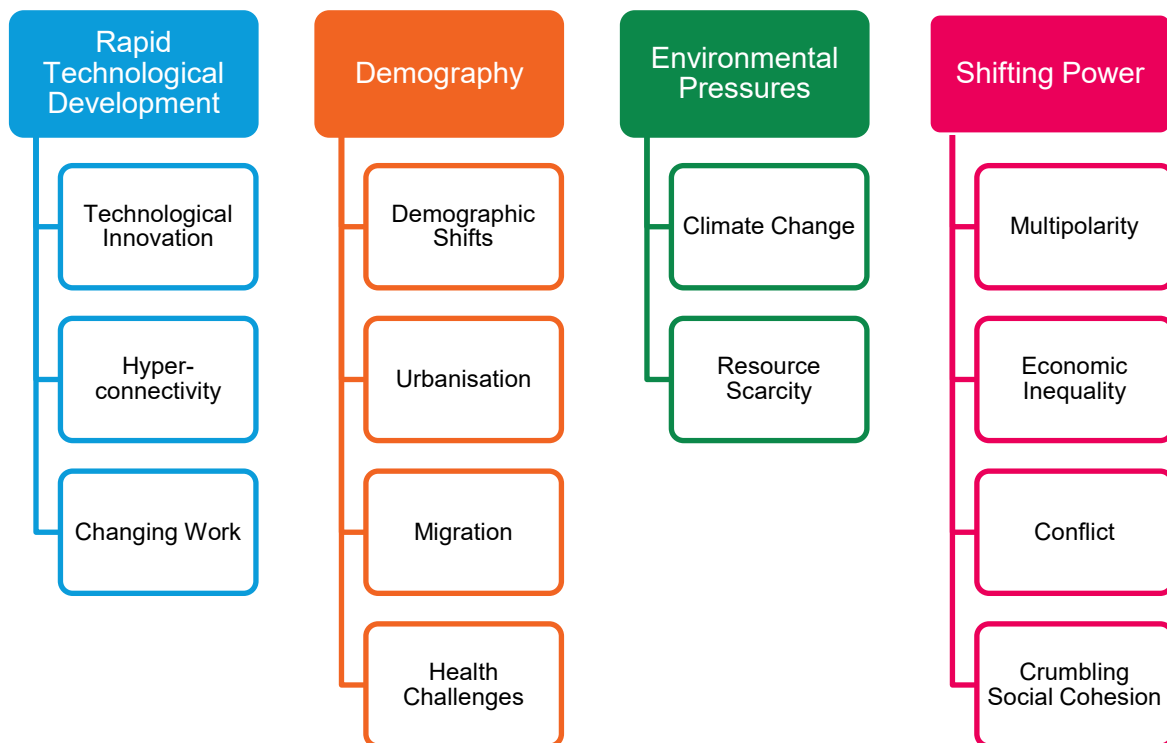 Rapid
Technological
Development
Technological
Innovation
Hyper-
connectivity
Changing Work
Demography
Demographic
Shifts
Urbanisation
Migration
Health
Challenges
Environmental
Pressures
Climate Change
Resource
Scarcity
Shifting Power
Multipolarity
Economic
Inequality
Conflict
Crumbling
Social Cohesion